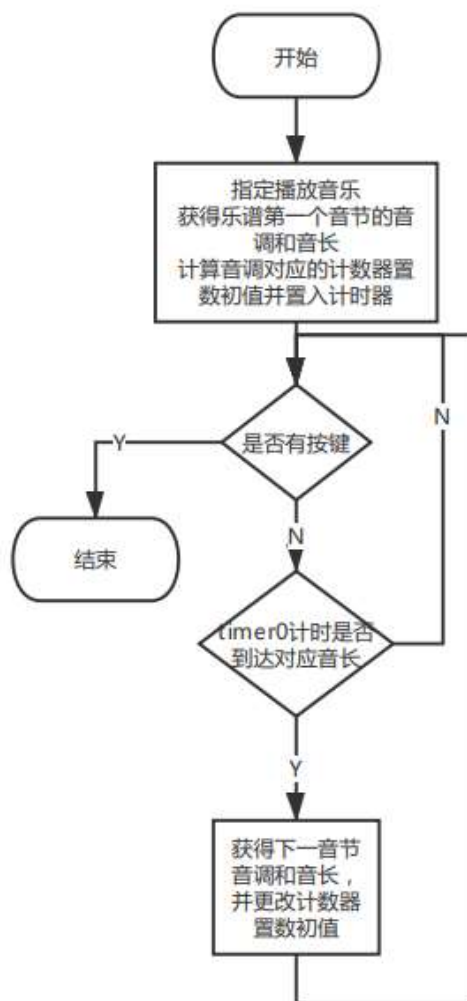 开始
指定播放音乐
获得乐谱第一个音节的音
调和音长
计算音调对应的计数器置
数初值并置入计时器
N
是否有按键
Y
结束
N
timer0计时是否
到达对应音长
Y
获得下一音节
音调和音长，
并更改计数器
置数初值